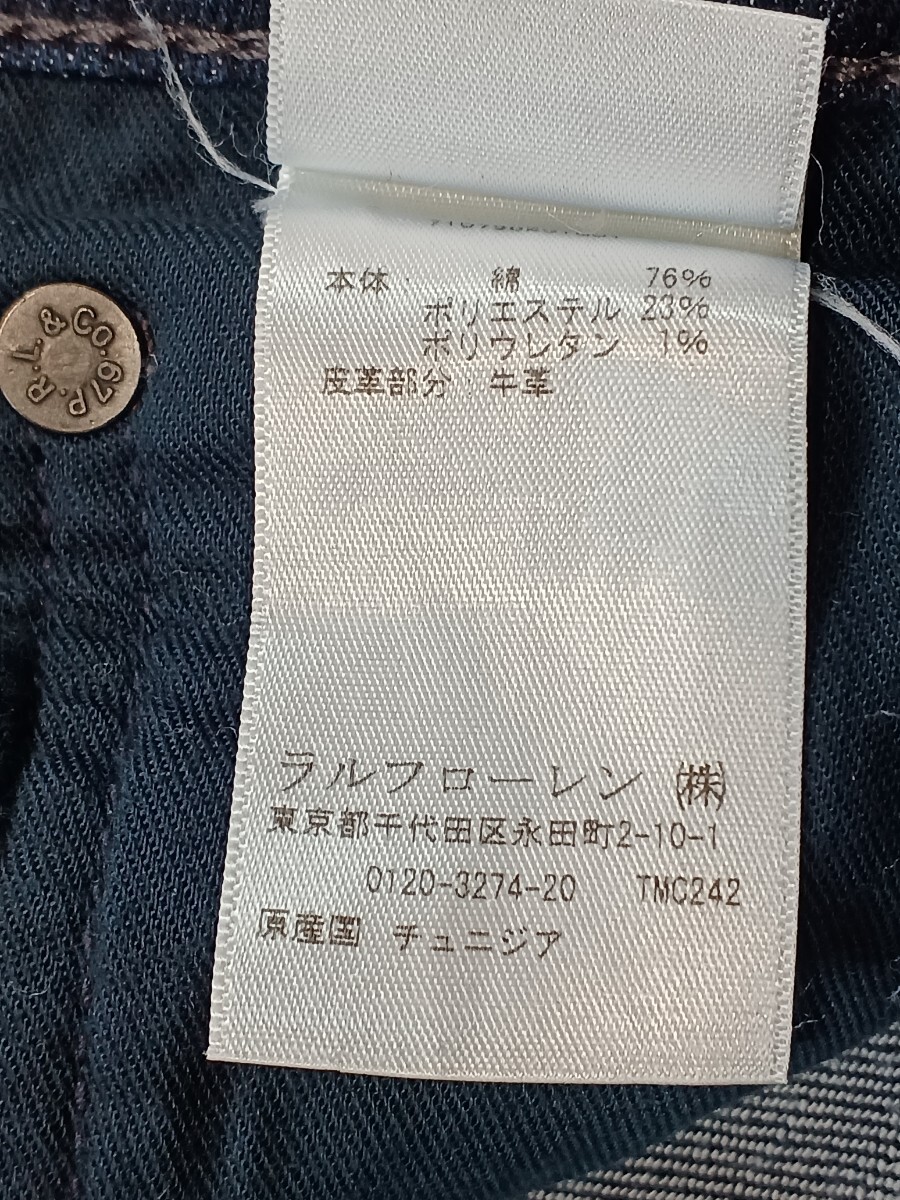 本体 綿 76%
ポリエステル 23%
ポリウレタン 1%
皮革部分 : 牛革
ラルフローレン ㈱
東京都千代田区永田町2-10-1
0120-3274-20 TMC242
原産国 チュニジア
P.R.L. & CO. 67